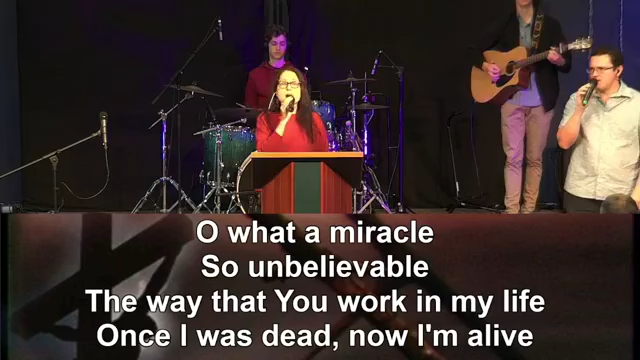 O what a miracle
So unbelievable
The way that You work in my life
Once I was dead, now I'm alive